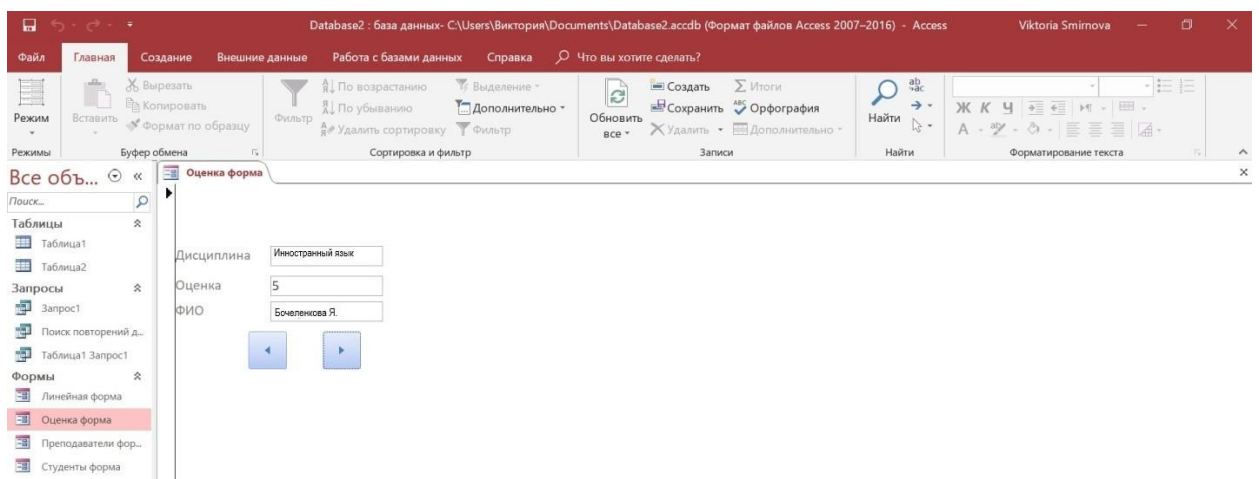 Database2 : база данных- C:\Users\Виктория\Documents\Database2.accdb (Формат файлов Access 2007–2016) - Access Viktoria Smirnova
Файл Главная Создание Внешние данные Работа с базами данных Справка Что вы хотите сделать?
Режим
Режимы
Вставить
Вырезать
Копировать
Формат по образцу
Буфер обмена
Фильтр
По возрастанию
По убыванию
Удалить сортировку
Выделение
Дополнительно
Фильтр
Сортировка и фильтр
Обновить
все
Создать
Сохранить
Удалить
Итоги
Орфография
Дополнительно
Записи
Найти
Найти
Ж К Ч
А
Форматирование текста
Все объ...
Поиск...
Таблицы
Таблица1
Таблица2
Запросы
Запрос1
Поиск повторений д...
Таблица1 Запрос1
Формы
Линейная форма
Оценка форма
Преподаватели фор...
Студенты форма
Оценка форма
Дисциплина Инностранный язык
Оценка 5
ФИО Бочеленкова Я.